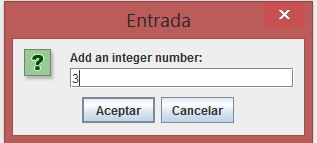 Entrada
Add an integer number:
3
Aceptar Cancelar